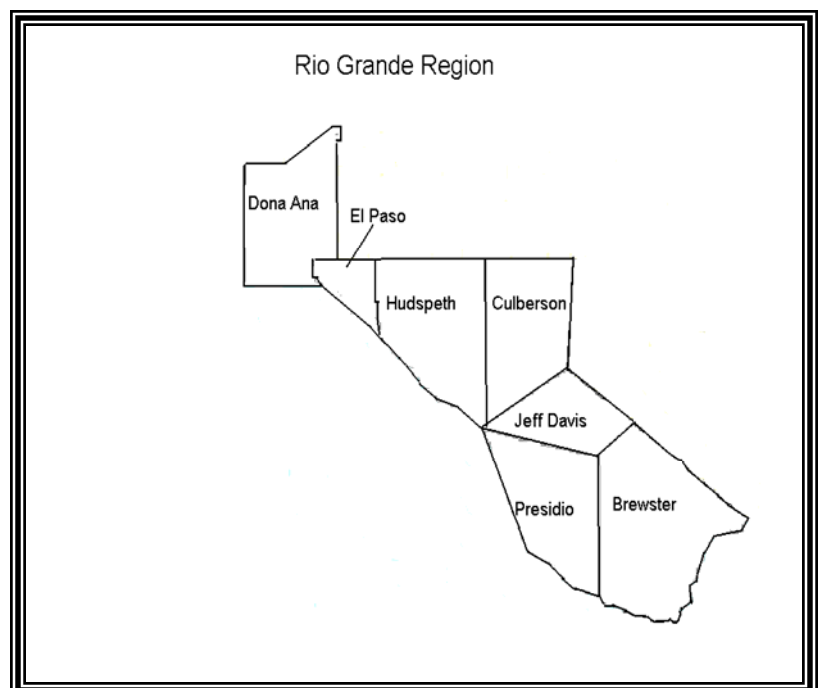 Rio Grande Region
Dona Ana
El Paso
Hudspeth
Culberson
Jeff Davis
Presidio
Brewster